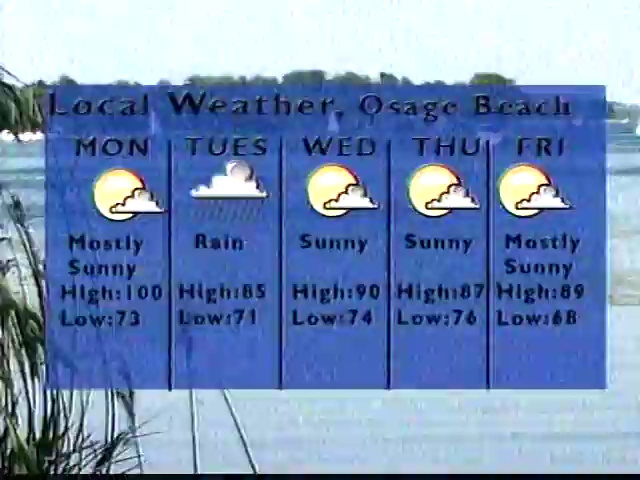 Local Weather, Osage Beach
MON TUES WED THU FRI
Mostly Sunny
High:100
Low:73
Rain
High:85
Low:71
Sunny
High:90
Low:74
Sunny
High:87
Low:76
Mostly Sunny
High:89
Low:68